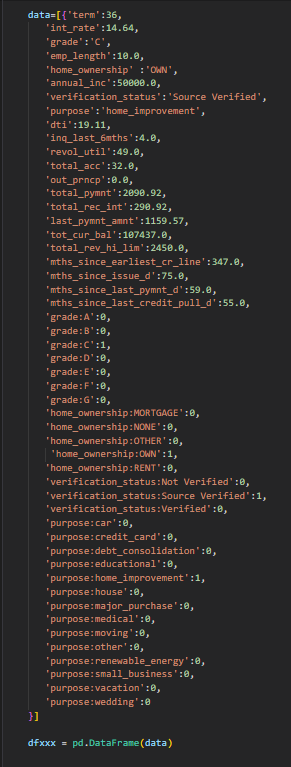 data=[{'term':36,
'int_rate':14.64,
'grade':'C',
'emp_length':10.0,
'home_ownership' :'OWN',
'annual_inc':50000.0,
'verification_status':'Source Verified',
'purpose':'home_improvement',
'dti':19.11,
'inq_last_6mths':4.0,
'revol_util':49.0,
'total_acc':32.0,
'out_prncp':0.0,
'total_pymnt':2090.92,
'total_rec_int':290.92,
'last_pymnt_amnt':1159.57,
'tot_cur_bal':107437.0,
'total_rev_hi_lim':2450.0,
'mths_since_earliest_cr_line':347.0,
'mths_since_issue_d':75.0,
'mths_since_last_pymnt_d':59.0,
'mths_since_last_credit_pull_d':55.0,
'grade:A':0,
'grade:B':0,
'grade:C':1,
'grade:D':0,
'grade:E':0,
'grade:F':0,
'grade:G':0,
'home_ownership:MORTGAGE':0,
'home_ownership:NONE':0,
'home_ownership:OTHER':0,
'home_ownership:OWN':1,
'home_ownership:RENT':0,
'verification_status:Not Verified':0,
'verification_status:Source Verified':1,
'verification_status:Verified':0,
'purpose:car':0,
'purpose:credit_card':0,
'purpose:debt_consolidation':0,
'purpose:educational':0,
'purpose:home_improvement':1,
'purpose:house':0,
'purpose:major_purchase':0,
'purpose:medical':0,
'purpose:moving':0,
'purpose:other':0,
'purpose:renewable_energy':0,
'purpose:small_business':0,
'purpose:vacation':0,
'purpose:wedding':0
}]
dfxxx = pd.DataFrame(data)